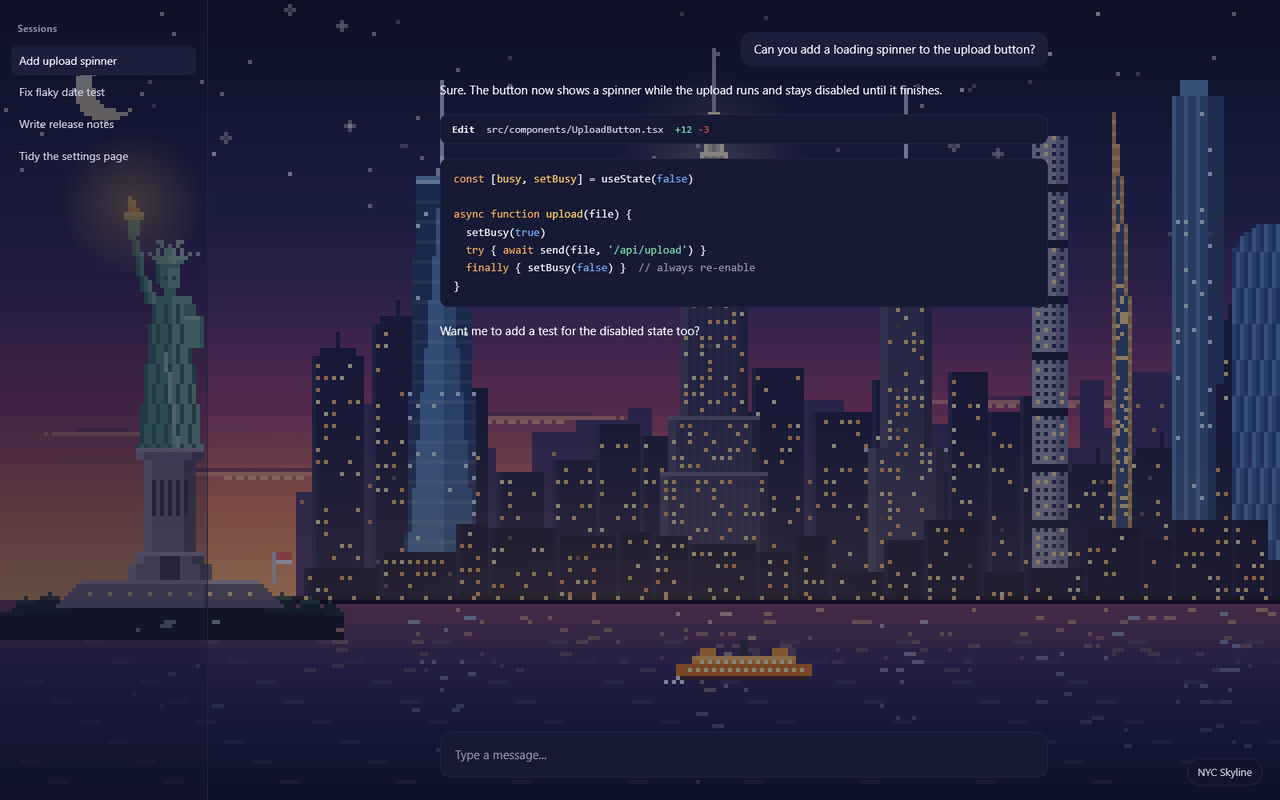 Sessions
Add upload spinner
Fix flaky date test
Write release notes
Tidy the settings page
Can you add a loading spinner to the upload button?
Sure. The button now shows a spinner while the upload runs and stays disabled until it finishes.
Edit src/components/UploadButton.tsx +12 -3
const [busy, setBusy] = useState(false)
async function upload(file) {
setBusy(true)
try { await send(file, '/api/upload') }
finally { setBusy(false) } // always re-enable
}
Want me to add a test for the disabled state too?
Type a message...
NYC Skyline